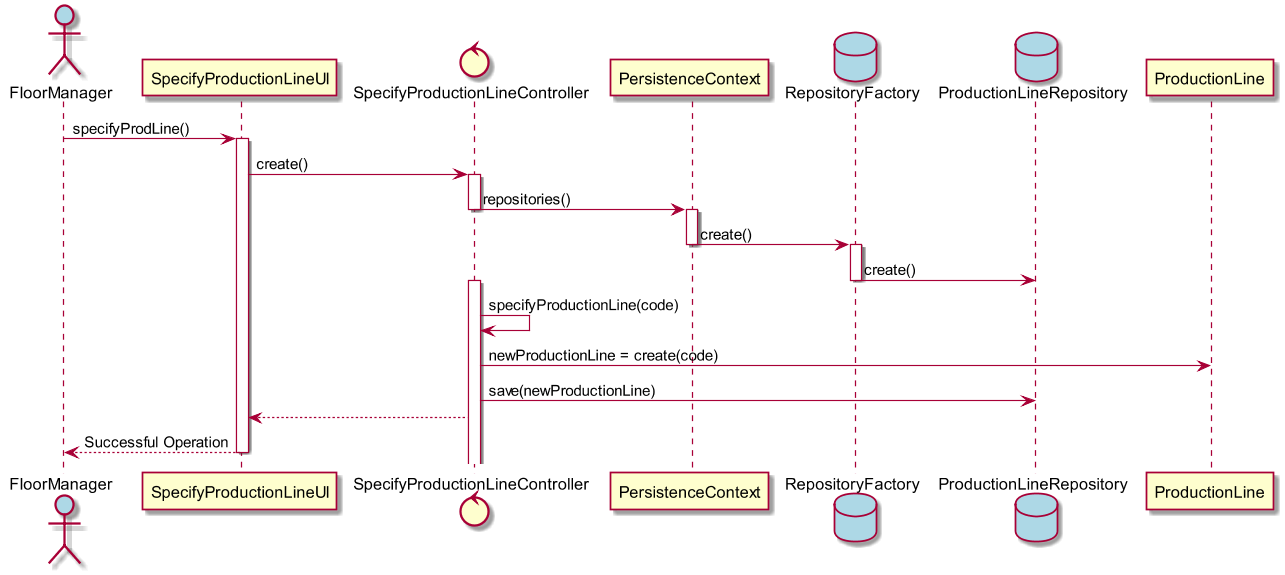 FloorManager
SpecifyProductionLineUI
SpecifyProductionLineController
PersistenceContext
RepositoryFactory
ProductionLineRepository
ProductionLine
specifyProdLine()
create()
repositories()
create()
create()
specifyProductionLine(code)
newProductionLine = create(code)
save(newProductionLine)
Successful Operation
FloorManager
SpecifyProductionLineUI
SpecifyProductionLineController
PersistenceContext
RepositoryFactory
ProductionLineRepository
ProductionLine